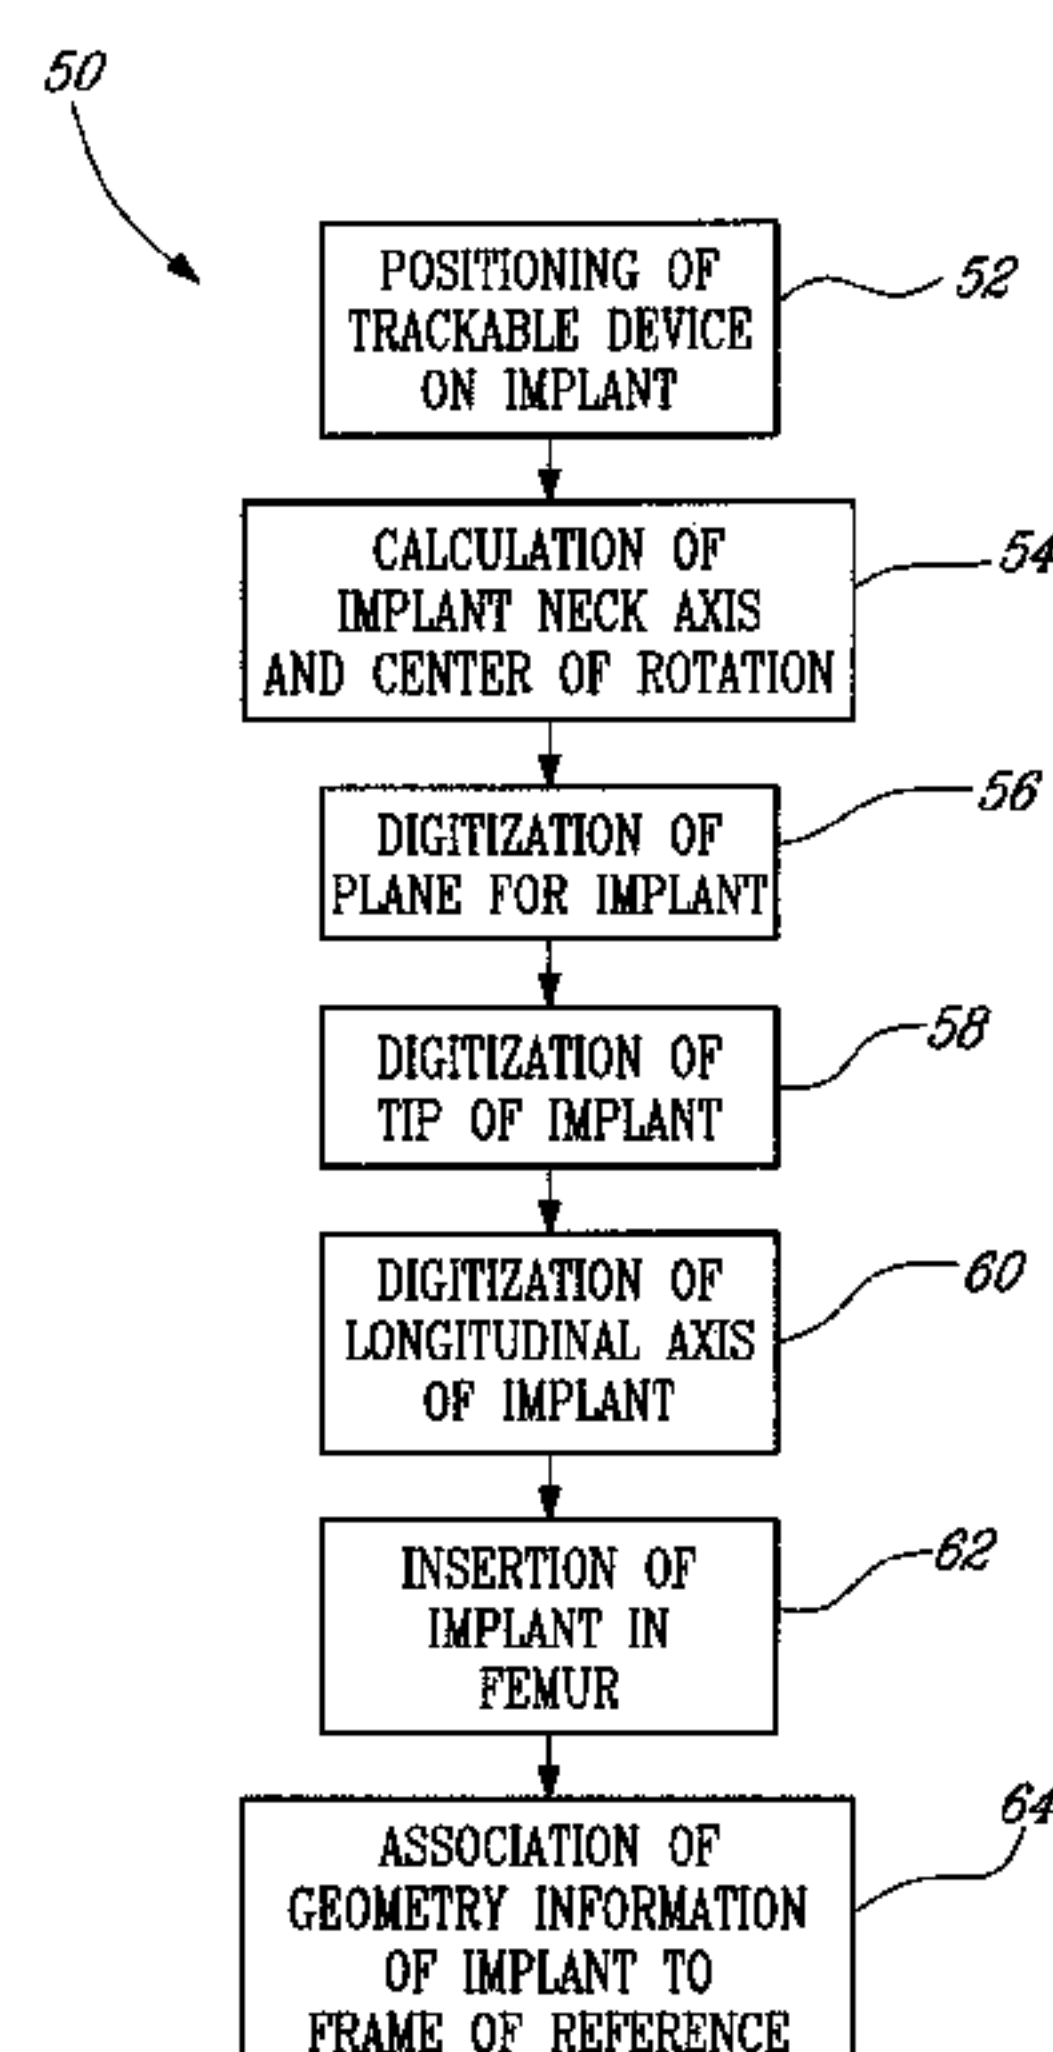 50
POSITIONING OF
TRACKABLE DEVICE
ON IMPLANT
52
CALCULATION OF
IMPLANT NECK AXIS
AND CENTER OF ROTATION
54
DIGITIZATION OF
PLANE FOR IMPLANT
56
DIGITIZATION OF
TIP OF IMPLANT
58
DIGITIZATION OF
LONGITUDINAL AXIS
OF IMPLANT
60
INSERTION OF
IMPLANT IN
FEMUR
62
ASSOCIATION OF
GEOMETRY INFORMATION
OF IMPLANT TO
FRAME OF REFERENCE
64